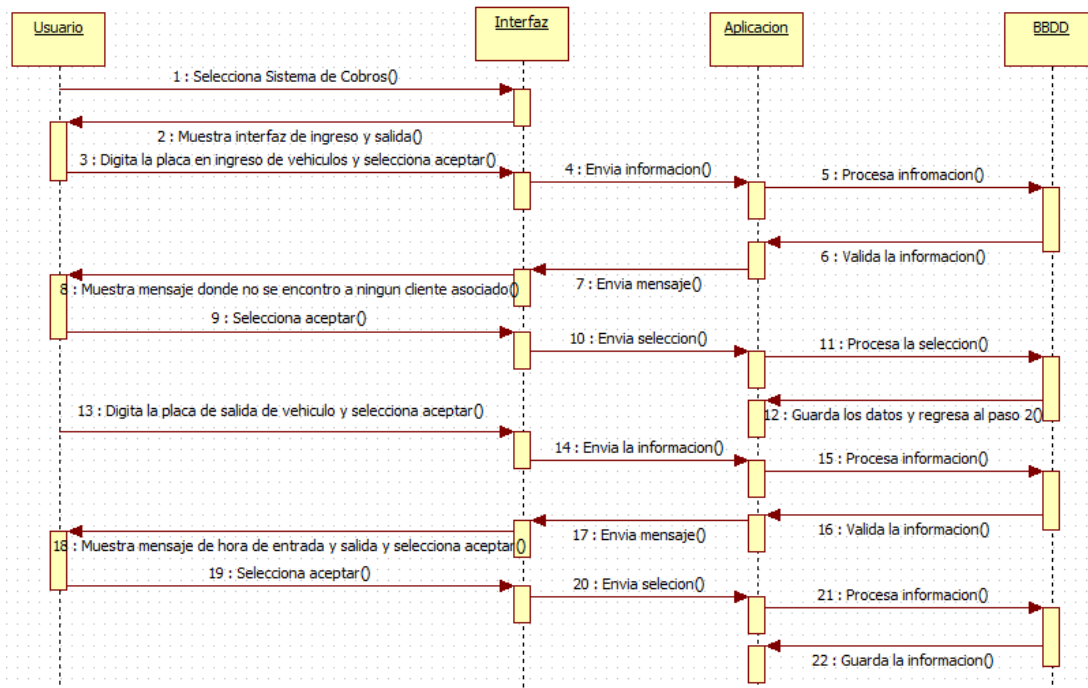 Usuario
Interfaz
Aplicacion
BBDD
1 : Selecciona Sistema de Cobros()
2 : Muestra interfaz de ingreso y salida()
3 : Digita la placa en ingreso de vehiculos y selecciona aceptar()
4 : Envia informacion()
5 : Procesa infromacion()
6 : Valida la informacion()
7 : Envia mensaje()
8 : Muestra mensaje donde no se encontro a ningun cliente asociado()
9 : Selecciona aceptar()
10 : Envia seleccion()
11 : Procesa la seleccion()
12 : Guarda los datos y regresa al paso 2()
13 : Digita la placa de salida de vehiculo y selecciona aceptar()
14 : Envia la informacion()
15 : Procesa informacion()
16 : Valida la informacion()
17 : Envia mensaje()
18 : Muestra mensaje de hora de entrada y salida y selecciona aceptar()
19 : Selecciona aceptar()
20 : Envia selecion()
21 : Procesa informacion()
22 : Guarda la informacion()